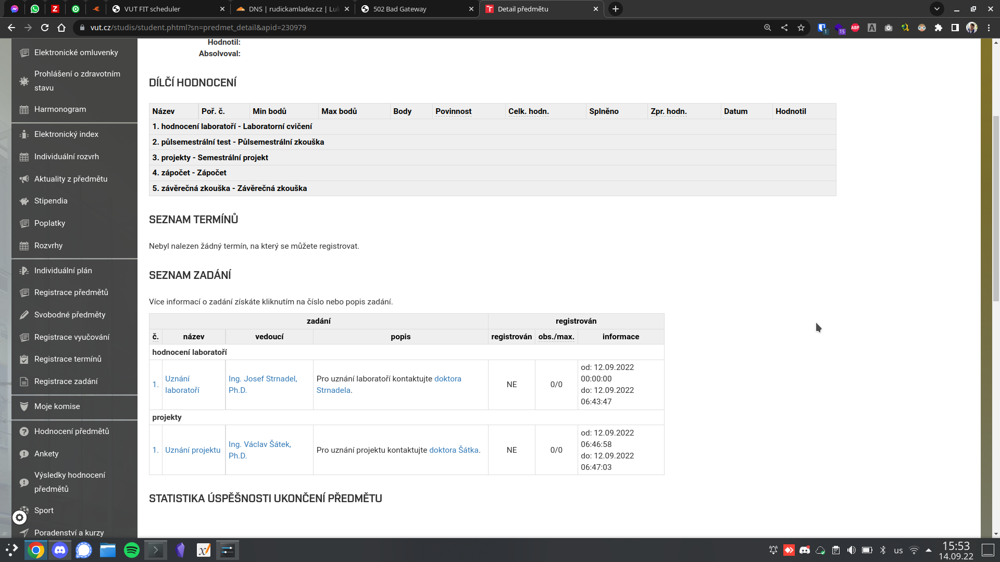 VUT FIT scheduler
DNS | rudickamladez.cz | Luk
502 Bad Gateway
Detail předmětu
vut.cz/studis/student.phtml?sn=predmet_detail&apid=230979
1
15
ABP
A
Elektronické omluvenky
Prohlášení o zdravotním
stavu
Harmonogram
Elektronický index
Individuální rozvrh
Aktuality z předmětu
Stipendia
Poplatky
Rozvrhy
Individuální plán
Registrace předmětů
Svobodné předměty
Registrace vyučování
Registrace termínů
Registrace zadání
Moje komise
Hodnocení předmětů
Ankety
Výsledky hodnocení
předmětů
Sport
Poradenství a kurzy
Hodnotil:
Absolvoval:
DÍLČÍ HODNOCENÍ
Název Poř. č. Min bodů Max bodů Body Povinnost Celk. hodn. Splněno Zpr. hodn. Datum Hodnotil
1. hodnocení laboratoří - Laboratorní cvičení
2. půlsemestrální test - Půlsemestrální zkouška
3. projekty - Semestrální projekt
4. zápočet - Zápočet
5. závěrečná zkouška - Závěrečná zkouška
SEZNAM TERMÍNŮ
Nebyl nalezen žádný termín, na který se můžete registrovat.
SEZNAM ZADÁNÍ
Více informací o zadání získáte kliknutím na číslo nebo popis zadání.
zadání registrován
č. název vedoucí popis registrován obs./max. informace
hodnocení laboratoří
1. Uznání
laboratoří
Ing. Josef Strnadel,
Ph.D.
Pro uznání laboratoří kontaktujte doktora
Strnadela.
NE
0/0
od: 12.09.2022
00:00:00
do: 12.09.2022
06:43:47
projekty
1. Uznání projektu
Ing. Václav Šátek,
Ph.D.
Pro uznání projektu kontaktujte doktora Šátka.
NE
0/0
od: 12.09.2022
06:46:58
do: 12.09.2022
06:47:03
STATISTIKA ÚSPĚŠNOSTI UKONČENÍ PŘEDMĚTU
us
15:53
14.09.22